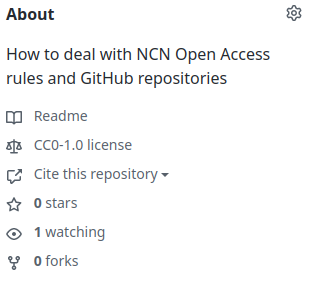 About
How to deal with NCN Open Access
rules and GitHub repositories
Readme
CC0-1.0 license
Cite this repository
0 stars
1 watching
0 forks